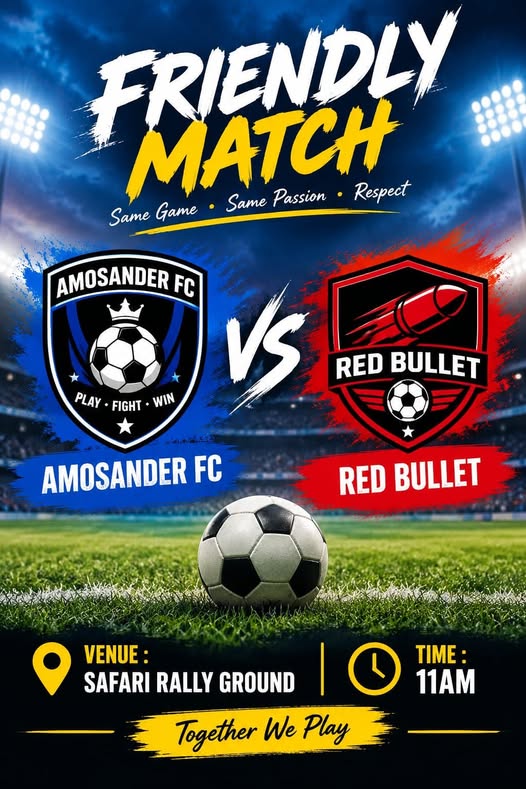 FRIENDLY
MATCH
Same Game • Same Passion • Respect
AMOSANDER FC
PLAY • FIGHT • WIN
VS
RED BULLET
AMOSANDER FC
RED BULLET
VENUE :
SAFARI RALLY GROUND
TIME :
11AM
Together We Play